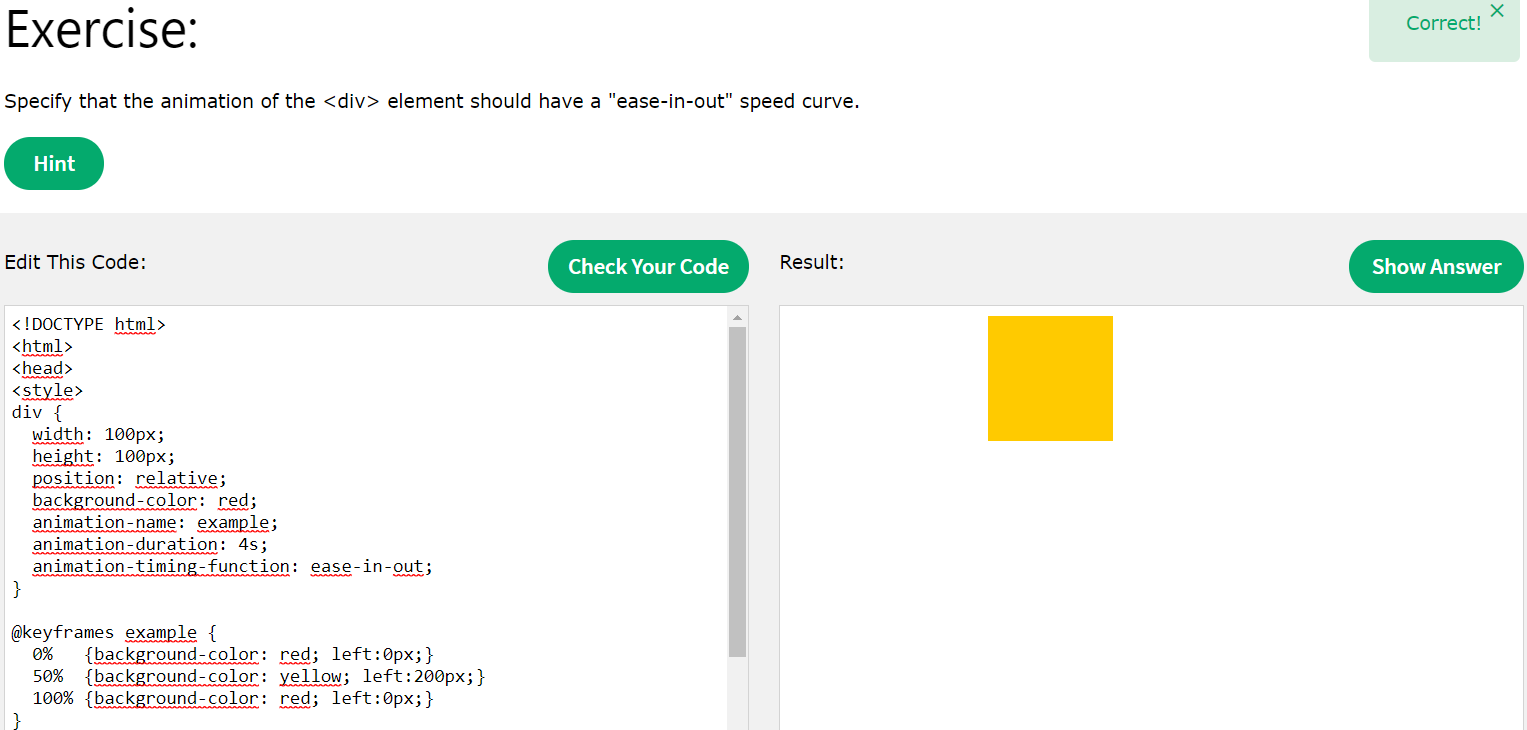 Exercise:
Correct!
×
Specify that the animation of the <div> element should have a "ease-in-out" speed curve.
Hint
Edit This Code:
Check Your Code
Result:
Show Answer
<!DOCTYPE html>
<html>
<head>
<style>
div {
  width: 100px;
  height: 100px;
  position: relative;
  background-color: red;
  animation-name: example;
  animation-duration: 4s;
  animation-timing-function: ease-in-out;
}

@keyframes example {
  0%   {background-color: red; left:0px;}
  50%  {background-color: yellow; left:200px;}
  100% {background-color: red; left:0px;}
}